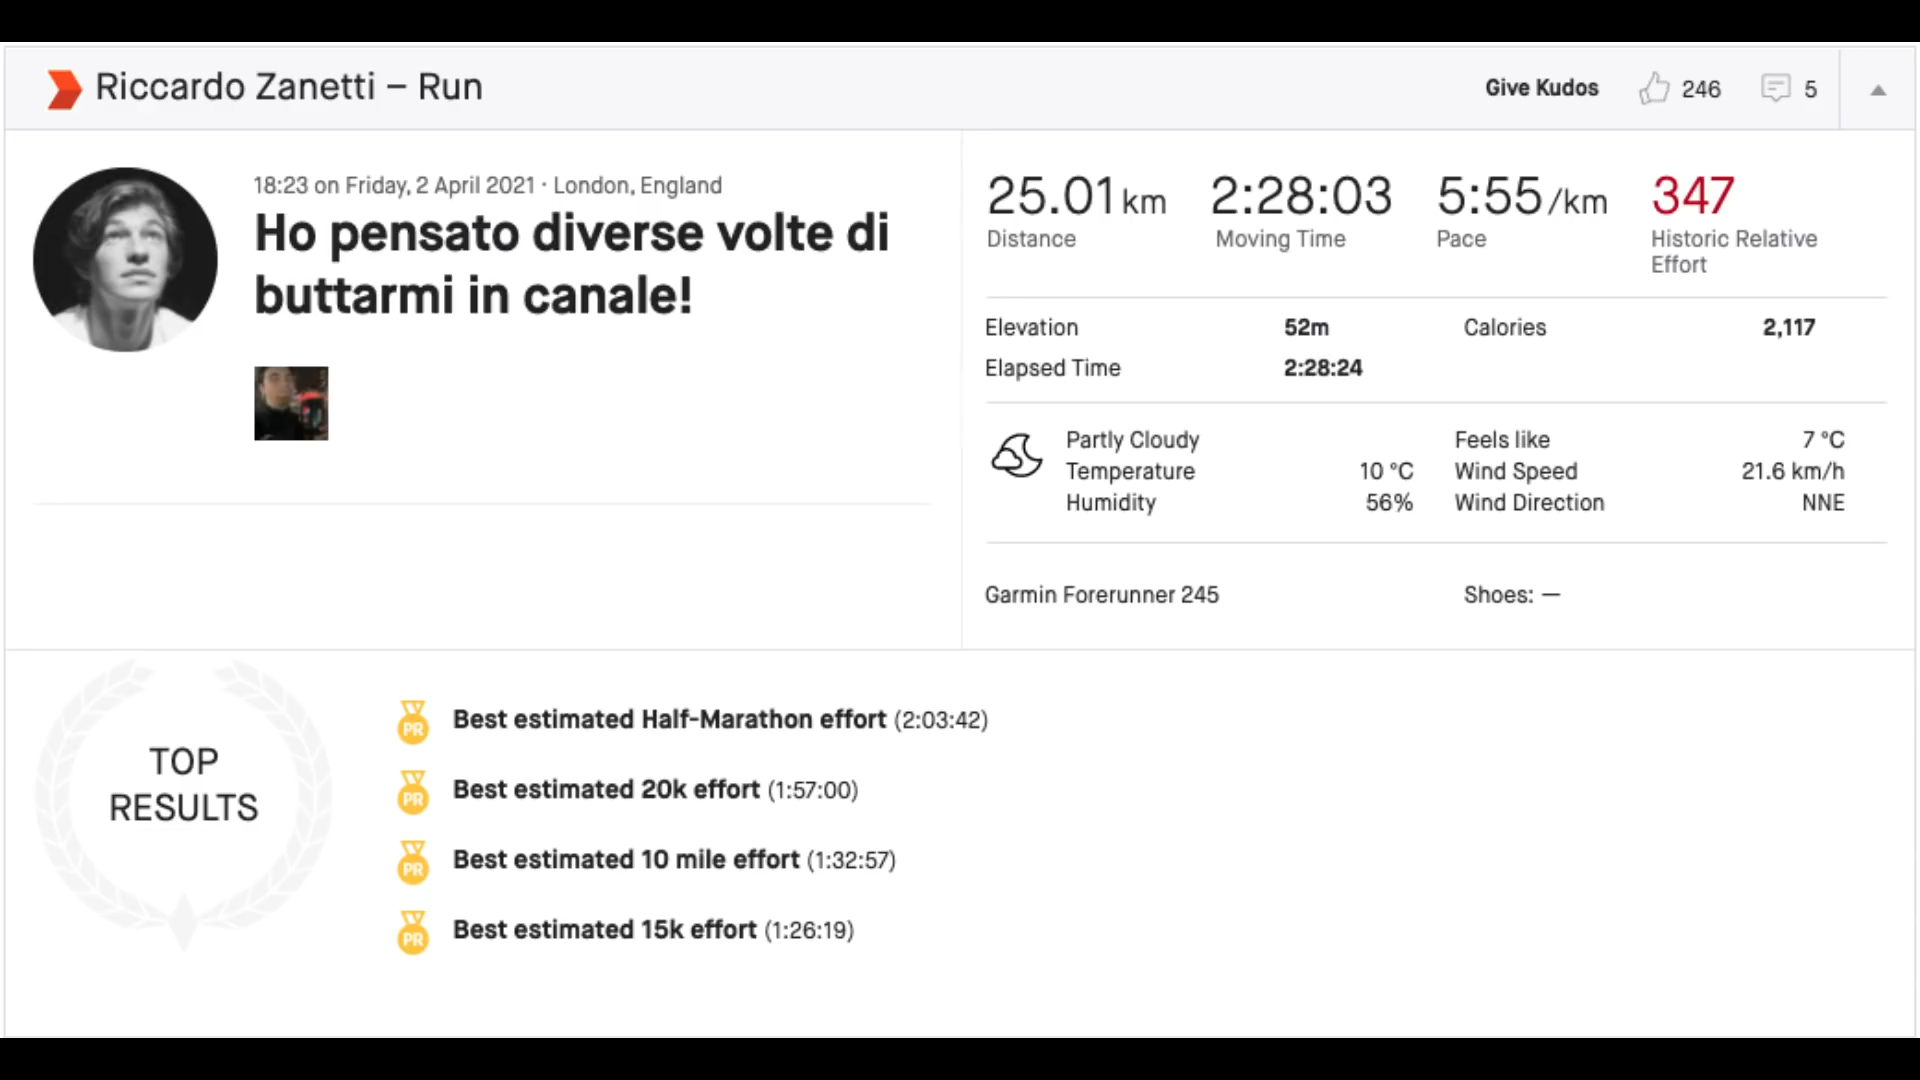 Riccardo Zanetti – Run
Give Kudos 246 5
18:23 on Friday, 2 April 2021 · London, England
Ho pensato diverse volte di
buttarmi in canale!
25.01 km 2:28:03 5:55 /km 347
Distance Moving Time Pace Historic Relative
Effort
Elevation 52m Calories 2,117
Elapsed Time 2:28:24
Partly Cloudy Feels like 7 °C
Temperature 10 °C Wind Speed 21.6 km/h
Humidity 56% Wind Direction NNE
Garmin Forerunner 245 Shoes: —
TOP
RESULTS
PR Best estimated Half-Marathon effort (2:03:42)
PR Best estimated 20k effort (1:57:00)
PR Best estimated 10 mile effort (1:32:57)
PR Best estimated 15k effort (1:26:19)